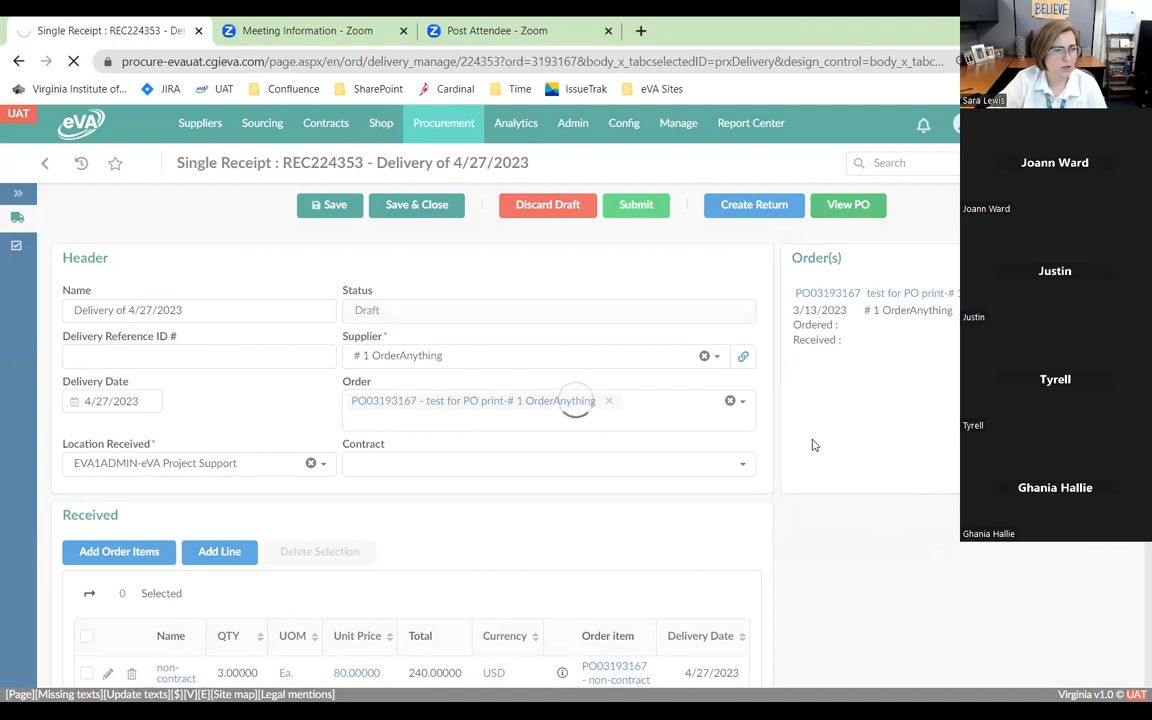 Single Receipt : REC224353 - Del
Meeting Information - Zoom
Post Attendee - Zoom
procure-evauat.cgieva.com/page.aspx/en/ord/delivery_manage/224353?ord=3193167&body_x_tabcselectedID=prxDelivery&design_control=body_x_tabc...
Virginia Institute of...
JIRA
UAT
Confluence
SharePoint
Cardinal
Time
IssueTrak
eVA Sites
BELIEVE
Sara Lewis
UAT
eVA
Suppliers
Sourcing
Contracts
Shop
Procurement
Analytics
Admin
Config
Manage
Report Center
Single Receipt : REC224353 - Delivery of 4/27/2023
Search
Save
Save & Close
Discard Draft
Submit
Create Return
View PO
Header
Name
Delivery of 4/27/2023
Status
Draft
Delivery Reference ID #
Supplier*
# 1 OrderAnything
Delivery Date
4/27/2023
Order
PO03193167 - test for PO print-# 1 OrderAnything
Location Received*
EVA1ADMIN-eVA Project Support
Contract
Order(s)
PO03193167 test for PO print-# 1
3/13/2023 # 1 OrderAnything
Ordered :
Received :
Received
Add Order Items
Add Line
Delete Selection
0 Selected
Name QTY UOM Unit Price Total Currency Order item Delivery Date
non-contract 3.00000 Ea. 80.00000 240.00000 USD PO03193167 - non-contract 4/27/2023
[Page][Missing texts][Update texts][$][V][E][Site map][Legal mentions]
Virginia v1.0 © UAT
Joann Ward
Joann Ward
Justin
Justin
Tyrell
Tyrell
Ghania Hallie
Ghania Hallie